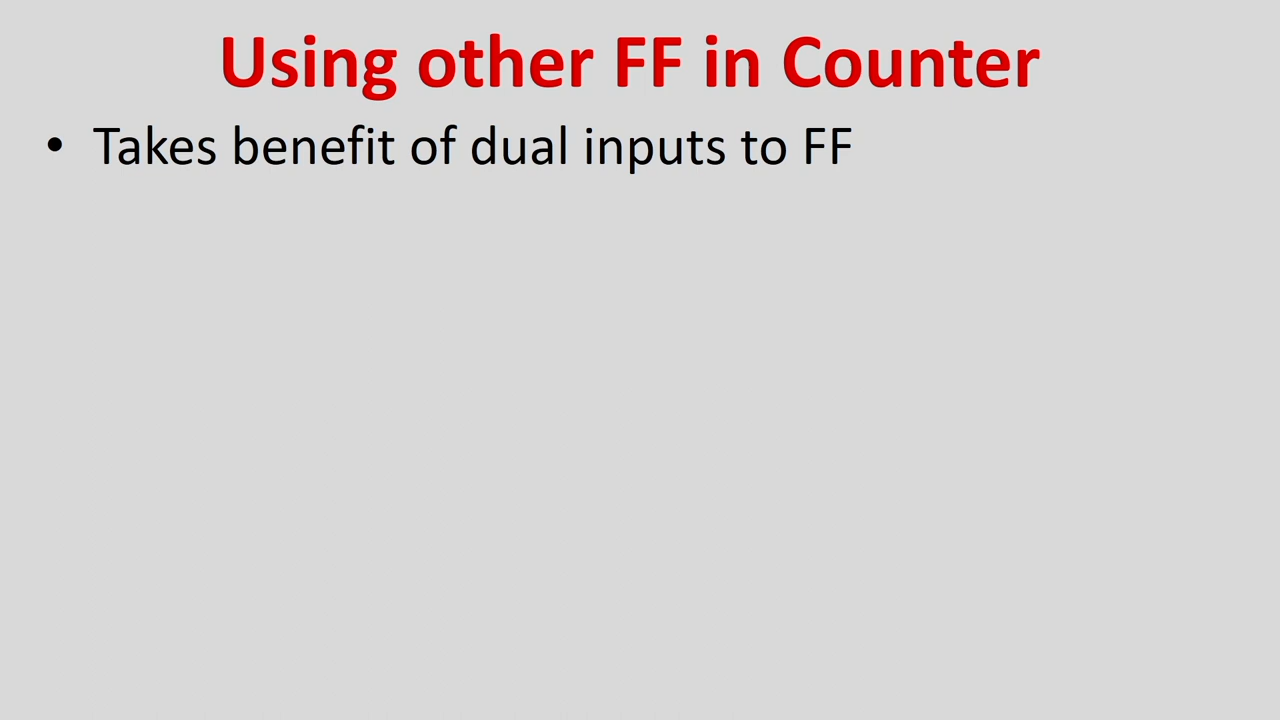 Using other FF in Counter
• Takes benefit of dual inputs to FF